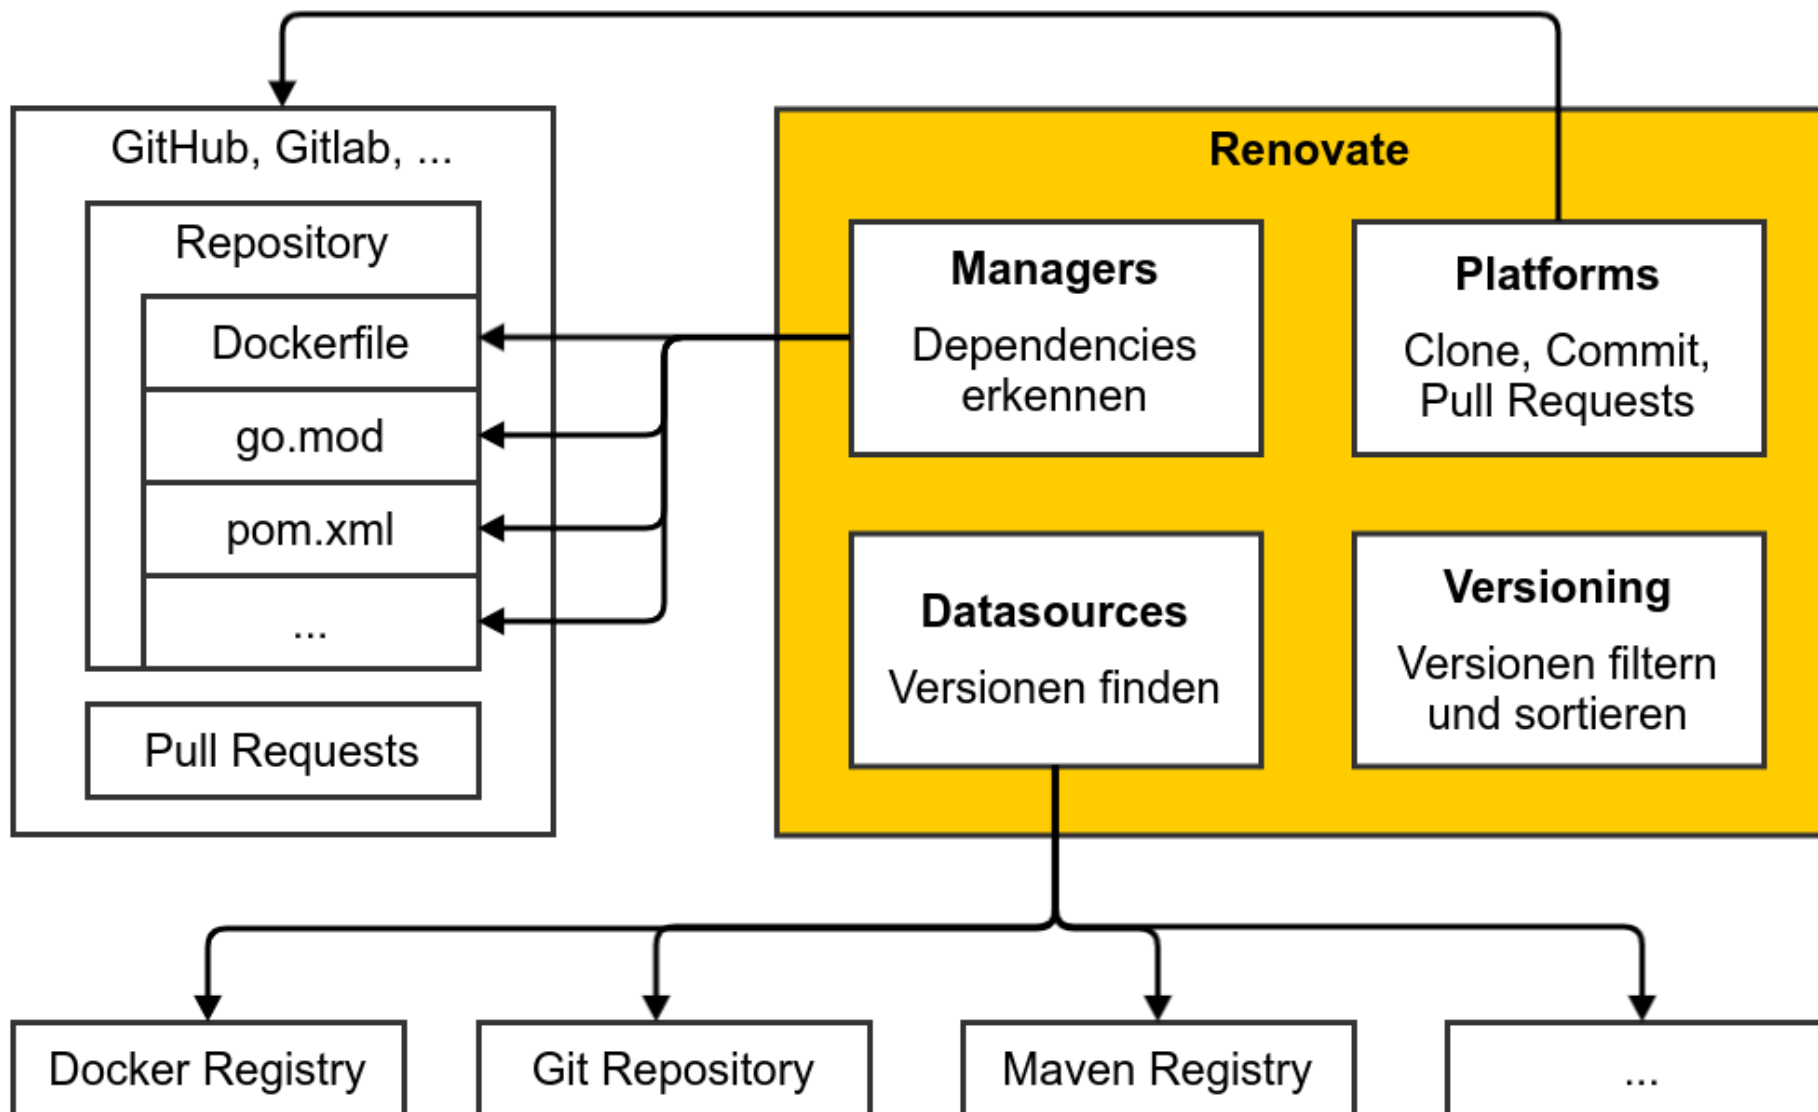 GitHub, Gitlab, ...
Repository
Dockerfile
go.mod
pom.xml
...
Pull Requests
Renovate
Managers
Dependencies
erkennen
Platforms
Clone, Commit,
Pull Requests
Datasources
Versionen finden
Versioning
Versionen filtern
und sortieren
Docker Registry
Git Repository
Maven Registry
...